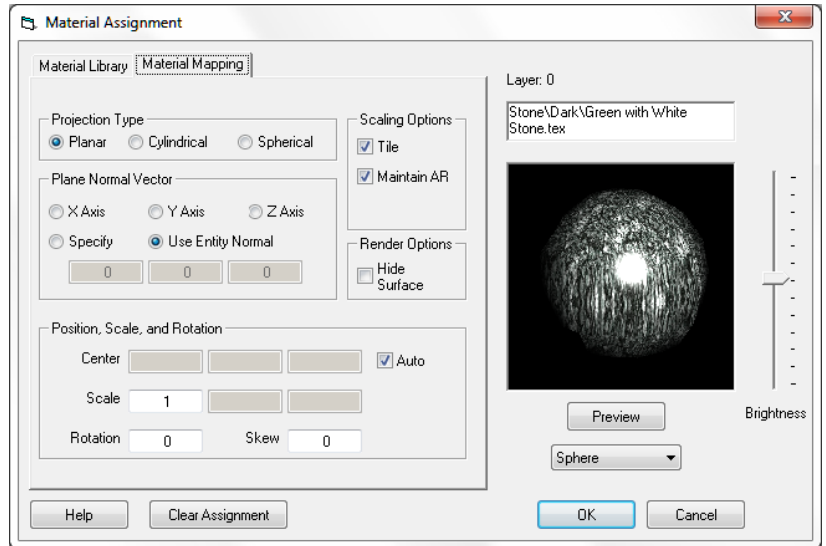 Material Assignment
Material Library
Material Mapping
Projection Type
Planar
Cylindrical
Spherical
Scaling Options
Tile
Maintain AR
Plane Normal Vector
X Axis
Y Axis
Z Axis
Specify
Use Entity Normal
0
0
0
Render Options
Hide
Surface
Position, Scale, and Rotation
Center
Auto
Scale
1
Rotation
0
Skew
0
Layer: 0
Stone\Dark\Green with White
Stone.tex
Brightness
Preview
Sphere
Help
Clear Assignment
OK
Cancel